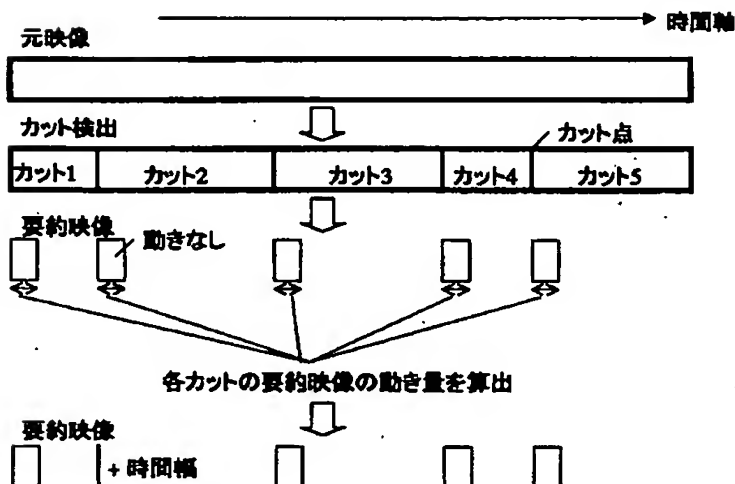 時間軸
元映像
カット検出
カット点
カット1 カット2 カット3 カット4 カット5
要約映像
動きなし
各カットの要約映像の動き量を算出
要約映像
+ 時間幅